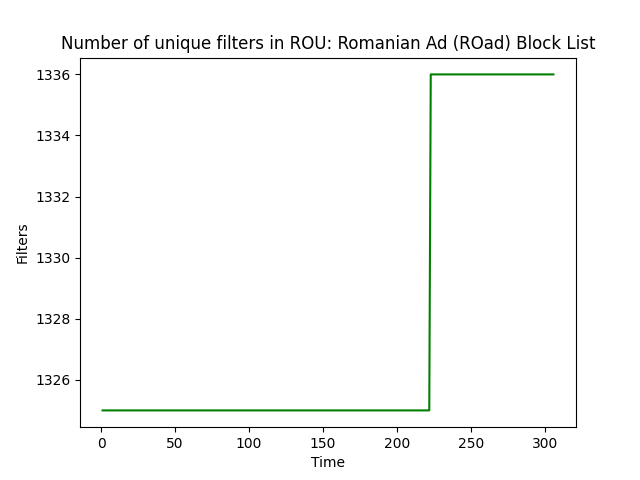 Number of unique filters in ROU: Romanian Ad (ROad) Block List
1336
1334
1332
1330
1328
1326
Filters
0 50 100 150 200 250 300
Time